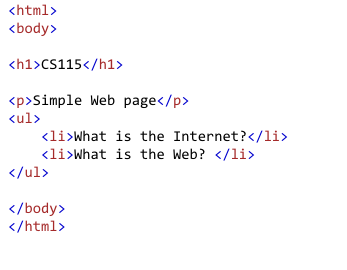 <html>
<body>
<h1>CS115</h1>
<p>Simple Web page</p>
<ul>
<li>What is the Internet?</li>
<li>What is the Web? </li>
</ul>
</body>
</html>